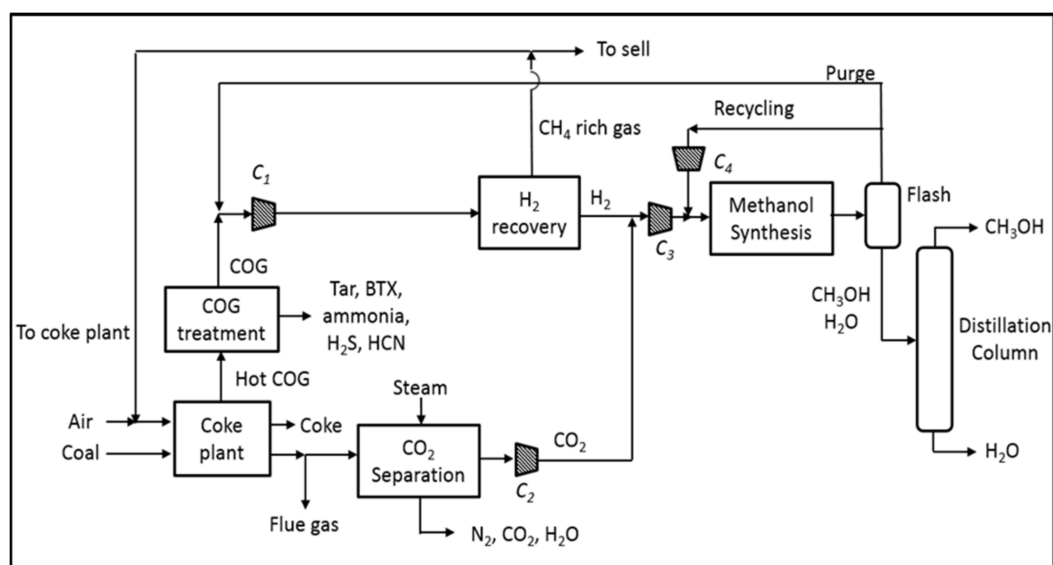 To sell
Purge
Recycling
CH₄ rich gas
C₁
C₄
H₂
recovery
H₂
C₃
Methanol
Synthesis
Flash
CH₃OH
COG
COG
treatment
Tar, BTX,
ammonia,
H₂S, HCN
CH₃OH
H₂O
Distillation
Column
To coke plant
Hot COG
Steam
Air
Coal
Coke
plant
Coke
CO₂
Separation
C₂
CO₂
H₂O
Flue gas
N₂, CO₂, H₂O